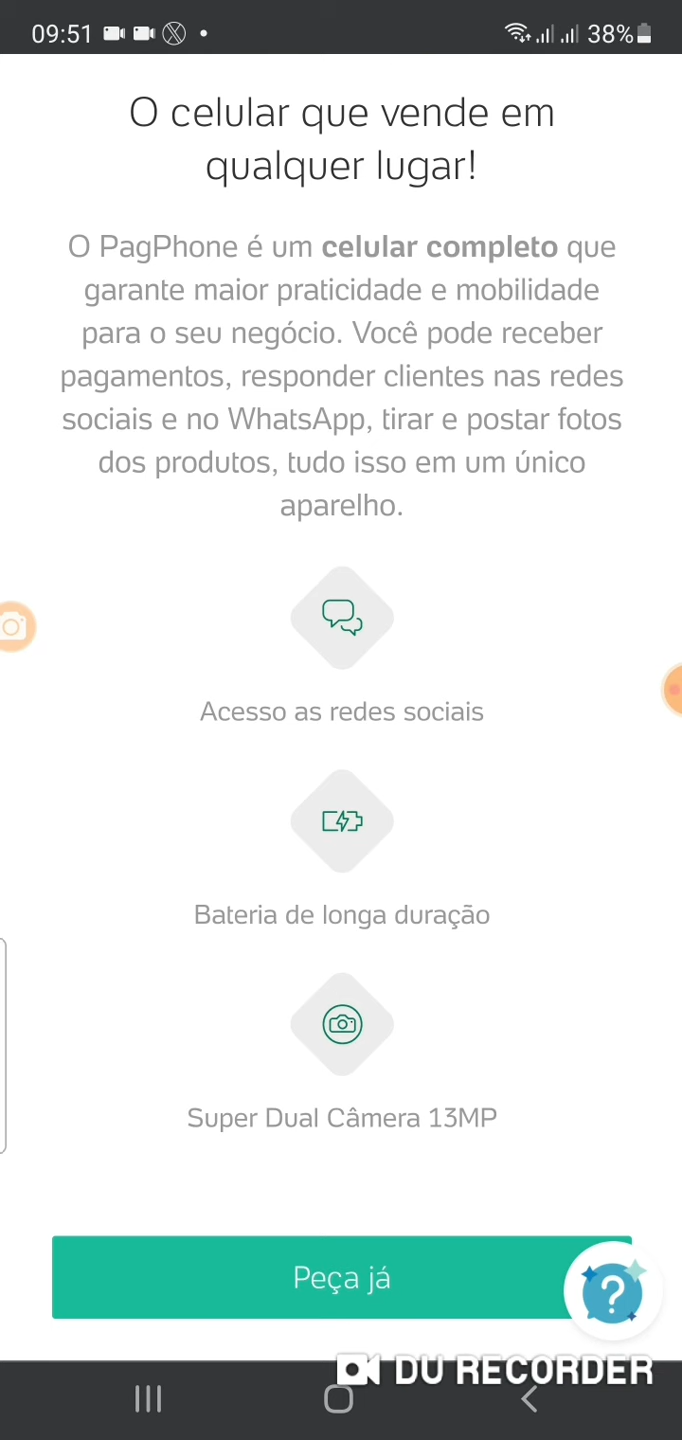 09:51
38%
O celular que vende em
qualquer lugar!
O PagPhone é um celular completo que
garante maior praticidade e mobilidade
para o seu negócio. Você pode receber
pagamentos, responder clientes nas redes
sociais e no WhatsApp, tirar e postar fotos
dos produtos, tudo isso em um único
aparelho.
Acesso as redes sociais
Bateria de longa duração
Super Dual Câmera 13MP
Peça já
?
DU RECORDER